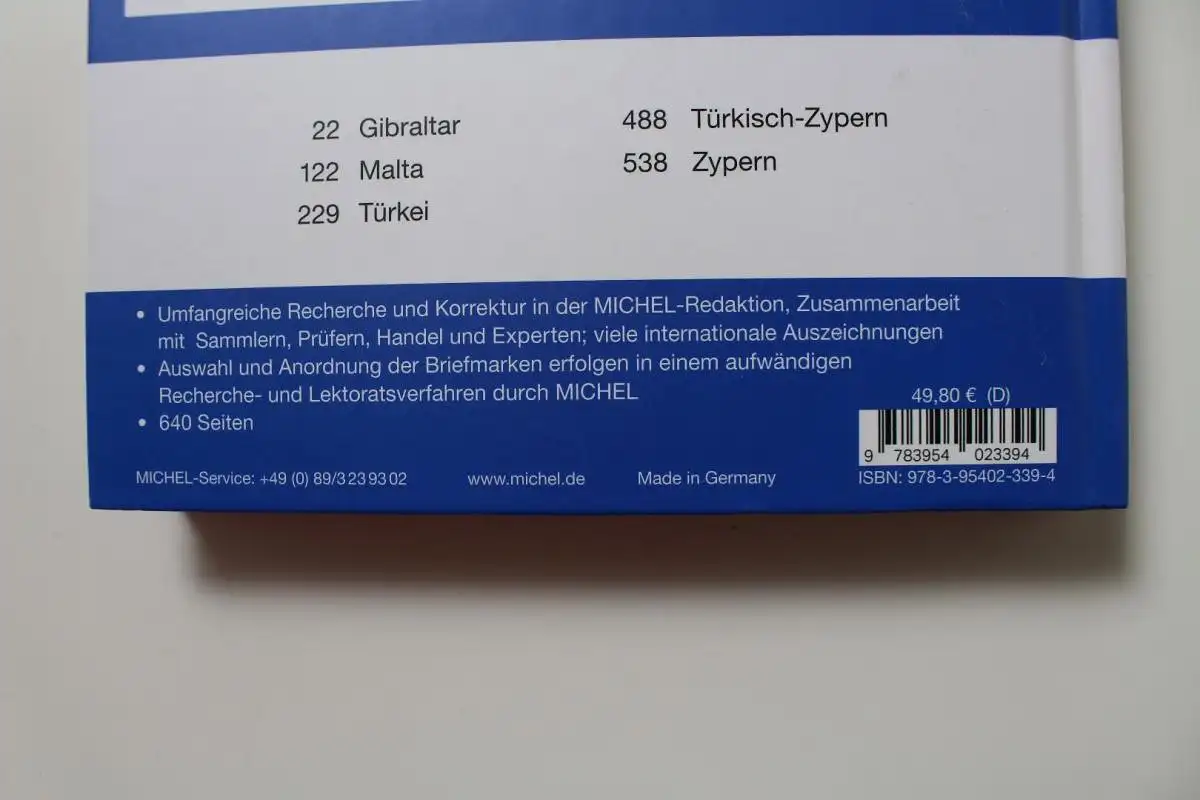 22 Gibraltar
122 Malta
229 Türkei
488 Türkisch-Zypern
538 Zypern
• Umfangreiche Recherche und Korrektur in der MICHEL-Redaktion, Zusammenarbeit
mit Sammlern, Prüfern, Handel und Experten; viele internationale Auszeichnungen
• Auswahl und Anordnung der Briefmarken erfolgen in einem aufwändigen
Recherche- und Lektoratsverfahren durch MICHEL
• 640 Seiten
49,80 € (D)
9 783954 023394
MICHEL-Service: +49 (0) 89/3 23 93 02 www.michel.de Made in Germany ISBN: 978-3-95402-339-4